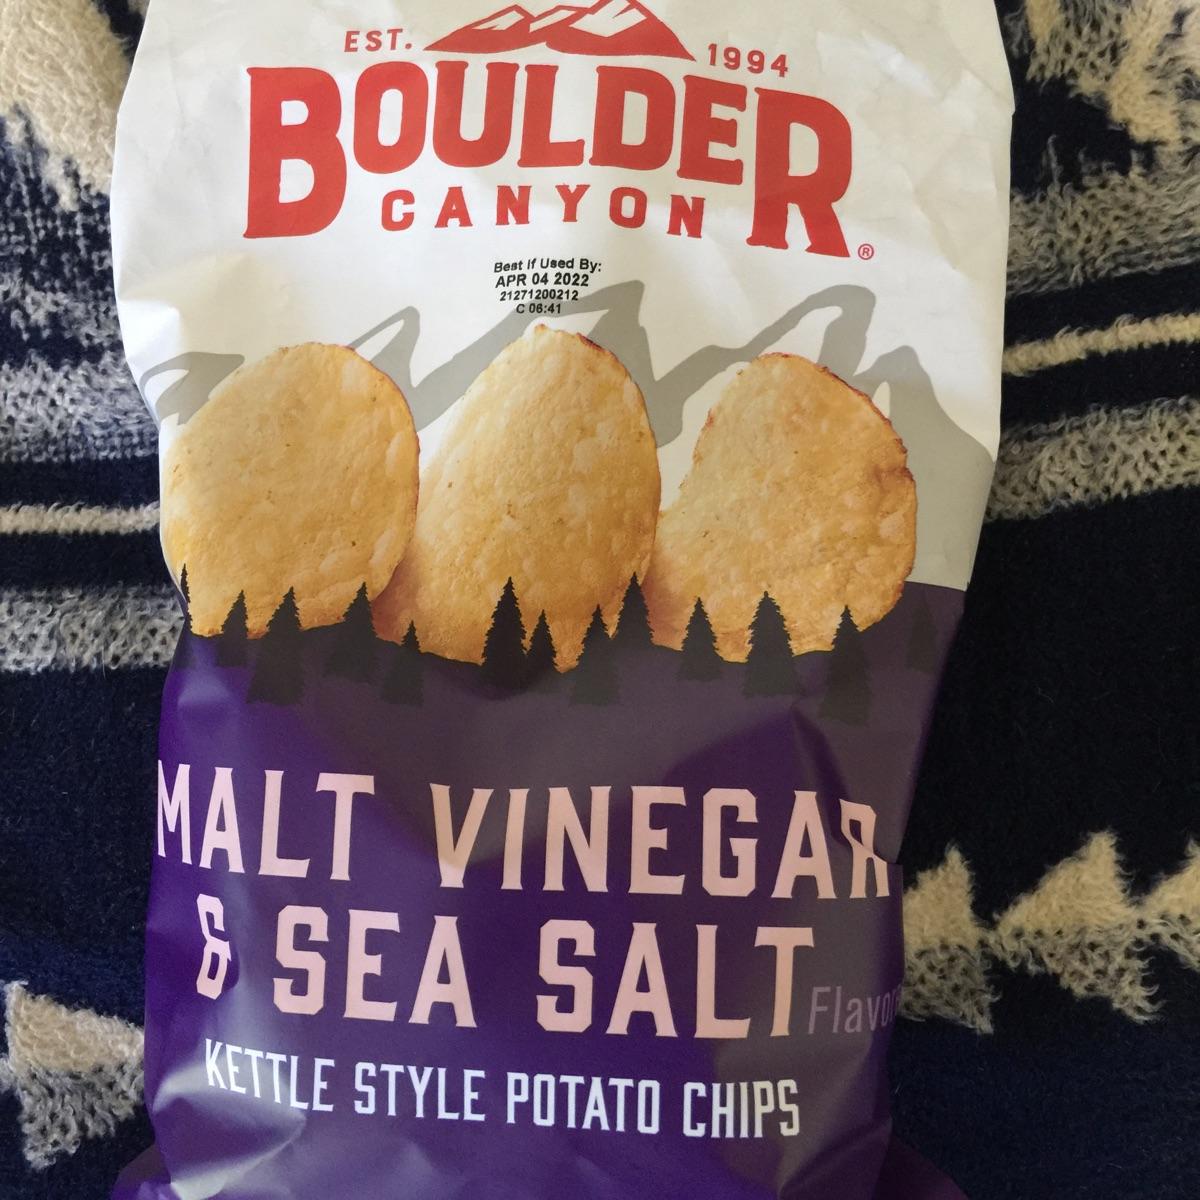 EST. 1994
BOULDER
CANYON
®
Best If Used By:
APR 04 2022
21271200212
C 06:41
MALT VINEGAR
& SEA SALT
Flavor
KETTLE STYLE POTATO CHIPS